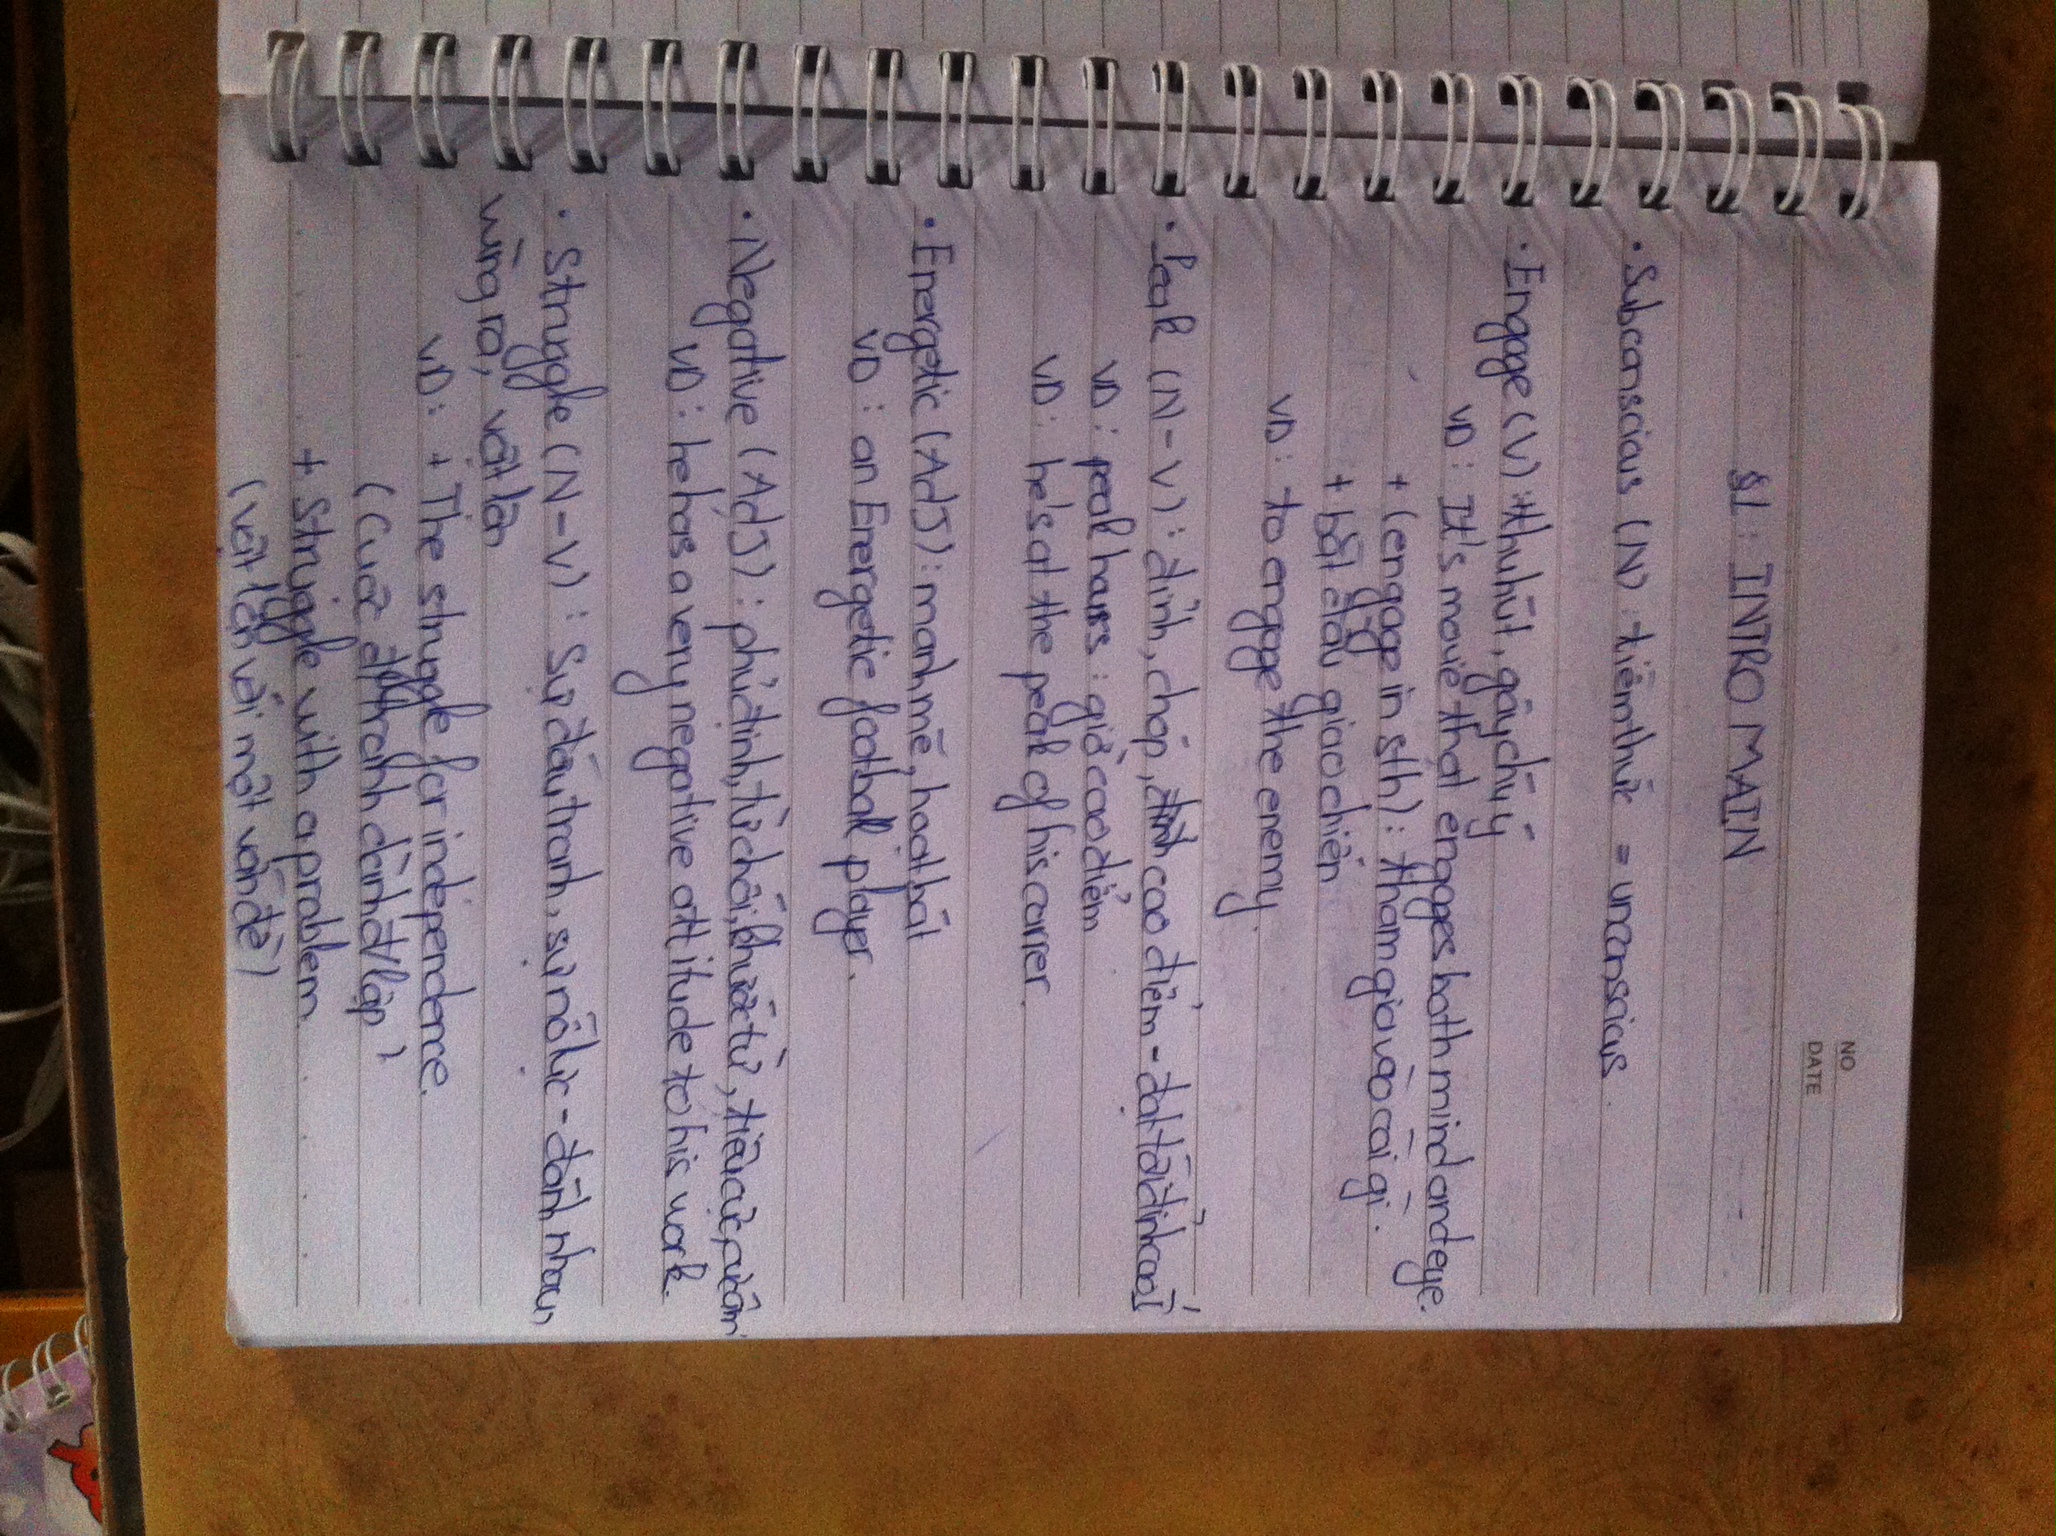 NO
DATE
§1: INTRO MAIN
• Subconscious (N): tiềm thức = unconscious.
• Engage (V): thu hút, gây chú ý
VD: It's movie that engages both mind and eye.
+ (engage in sth): tham gia vào cái gì.
+ bắt đầu giao chiến
VD: to engage the enemy.
• Peak (N-V): đỉnh, chóp, cao điểm - đạt tới đỉnh cao
VD: peak hours: giờ cao điểm
VD: he's at the peak of his carrer.
• Energetic (AdJ): mạnh mẽ, hoạt bát
VD: an Energetic football player.
• Negative (AdJ): phủ định, từ chối, khước từ, tiêu cực, cực âm
VD: he has a very negative attitude to his work.
• Struggle (N-V): Sự đấu tranh, sự nỗ lực - đánh nhau,
vùng ra, vật lộn
VD: + The struggle for independence.
(Cuộc đ/tranh dành đ/lập)
+ Struggle with a problem.
(vật lộn với một vấn đề)